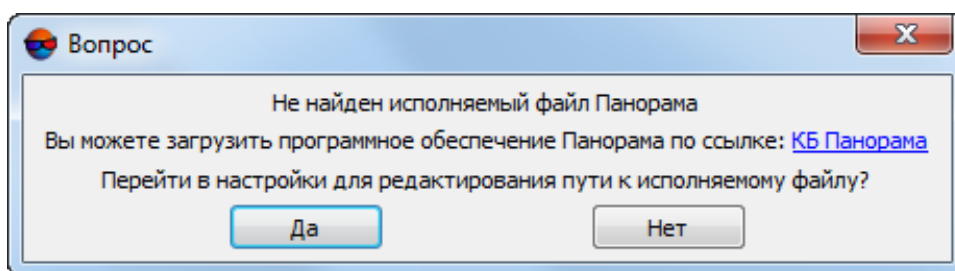 Вопрос
Не найден исполняемый файл Панорама
Вы можете загрузить программное обеспечение Панорама по ссылке: КБ Панорама
Перейти в настройки для редактирования пути к исполняемому файлу?
Да Нет